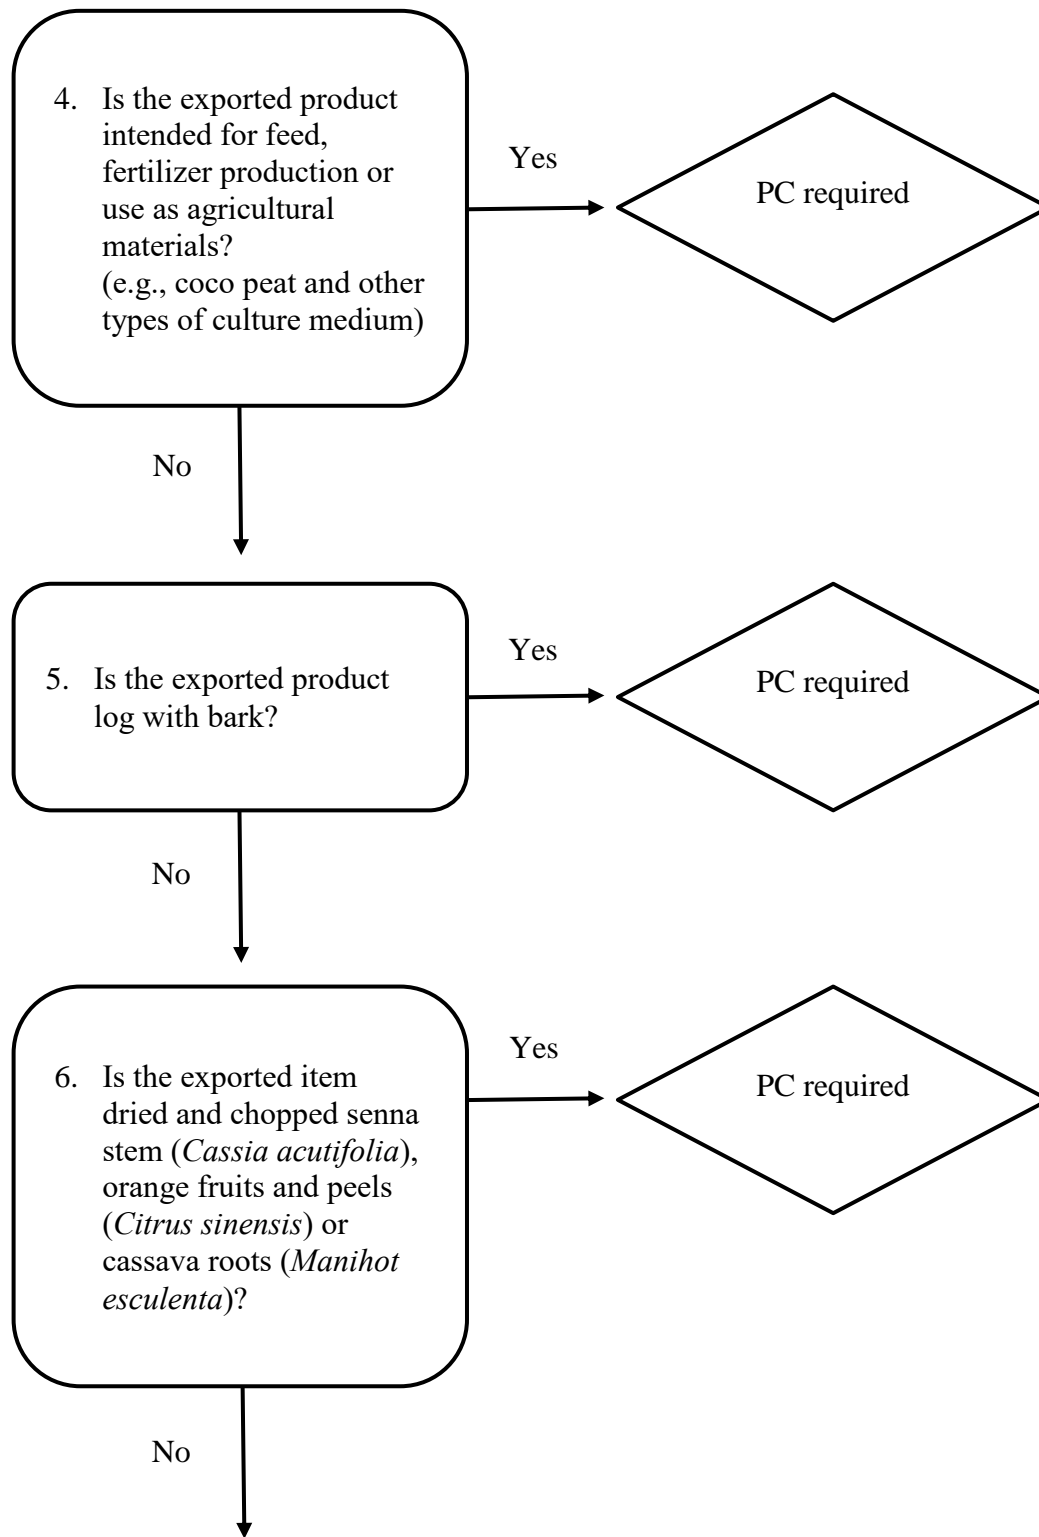 4. Is the exported product
intended for feed,
fertilizer production or
use as agricultural
materials?
(e.g., coco peat and other
types of culture medium)
Yes
PC required
No
5. Is the exported product
log with bark?
Yes
PC required
No
6. Is the exported item
dried and chopped senna
stem (Cassia acutifolia),
orange fruits and peels
(Citrus sinensis) or
cassava roots (Manihot
esculenta)?
Yes
PC required
No